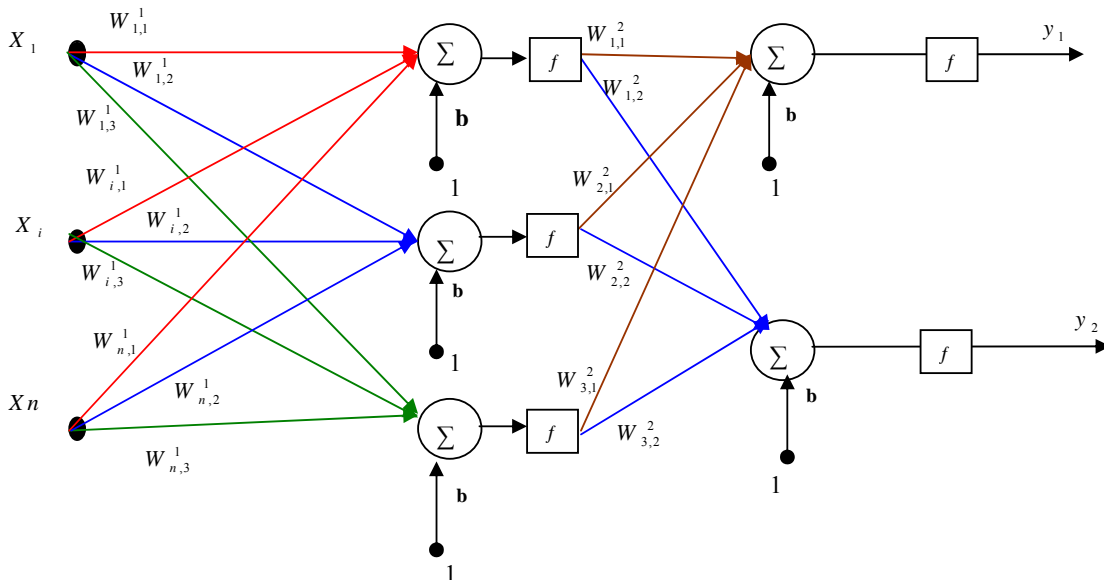 X 1
W 1,1 1
W 1,2 1
W 1,3 1
∑
f
b
1
W 1,1 2
W 1,2 2
∑
f
y 1
b
1
X i
W i,1 1
W i,2 1
W i,3 1
∑
f
b
1
W 2,1 2
W 2,2 2
∑
f
y 2
b
1
X n
W n,1 1
W n,2 1
W n,3 1
∑
f
b
1
W 3,1 2
W 3,2 2